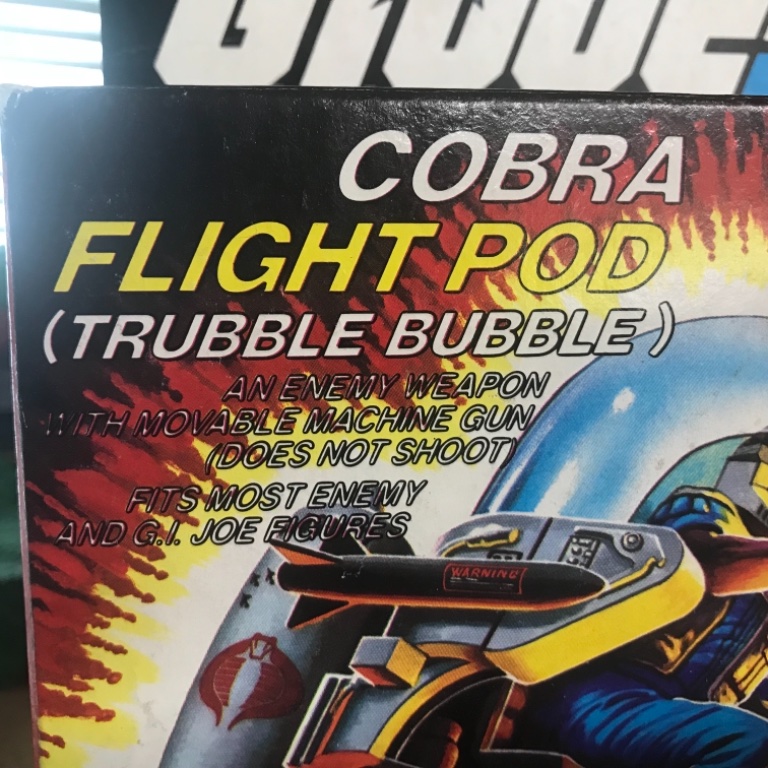 G.I. JOE
COBRA
FLIGHT POD
(TRUBBLE BUBBLE)
AN ENEMY WEAPON
WITH MOVABLE MACHINE GUN
(DOES NOT SHOOT)
FITS MOST ENEMY
AND G.I. JOE FIGURES
WARNING